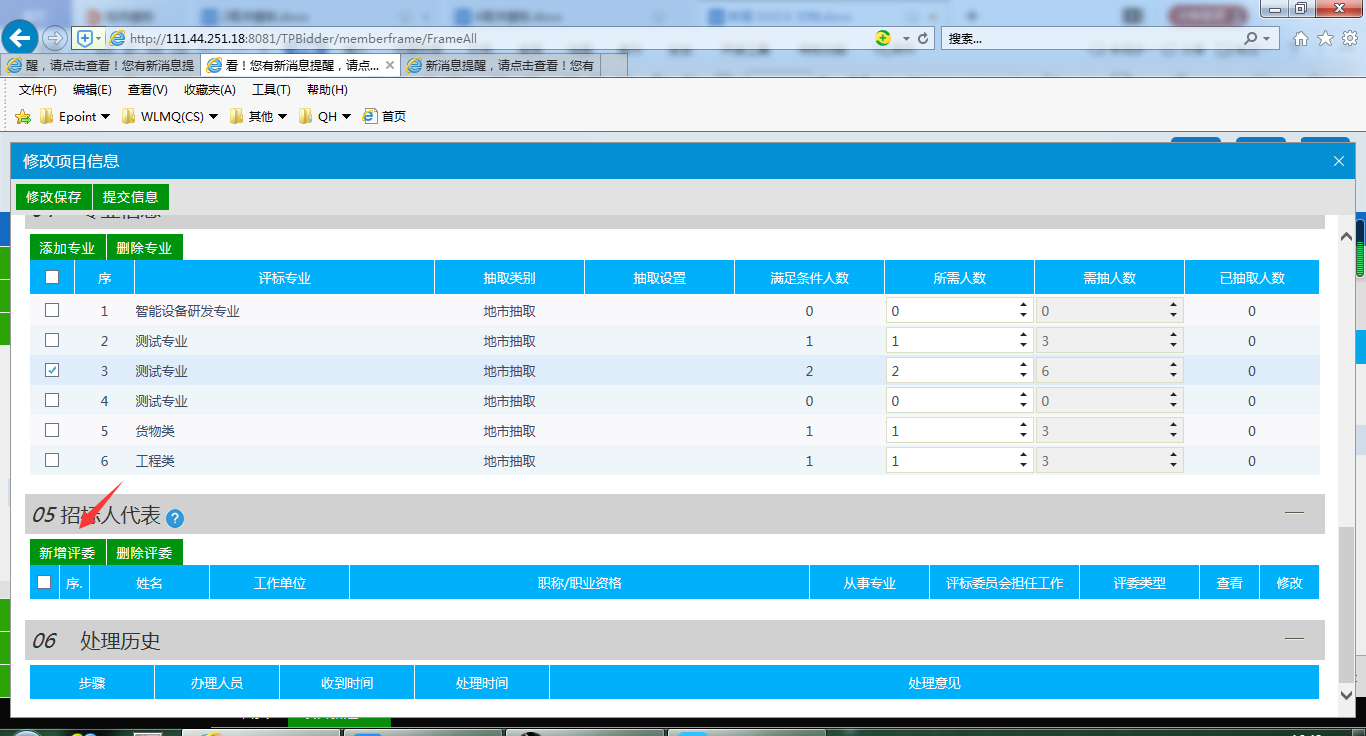 http://111.44.251.18:8081/TPBidder/memberframe/FrameAll
搜索...
醒，请点击查看！您有新消息提
看！您有新消息提醒，请点...
新消息提醒，请点击查看！您有
文件(F) 编辑(E) 查看(V) 收藏夹(A) 工具(T) 帮助(H)
Epoint WLMQ(CS) 其他 QH 首页
修改项目信息
修改保存 提交信息
添加专业 删除专业
序 评标专业 抽取类别 抽取设置 满足条件人数 所需人数 需抽人数 已抽取人数
1 智能设备研发专业 地市抽取 0 0 0 0
2 测试专业 地市抽取 1 1 3 0
3 测试专业 地市抽取 2 2 6 0
4 测试专业 地市抽取 0 0 0 0
5 货物类 地市抽取 1 1 3 0
6 工程类 地市抽取 1 1 3 0
05 招标人代表 ?
新增评委 删除评委
序. 姓名 工作单位 职称/职业资格 从事专业 评标委员会担任工作 评委类型 查看 修改
06 处理历史
步骤 办理人员 收到时间 处理时间 处理意见